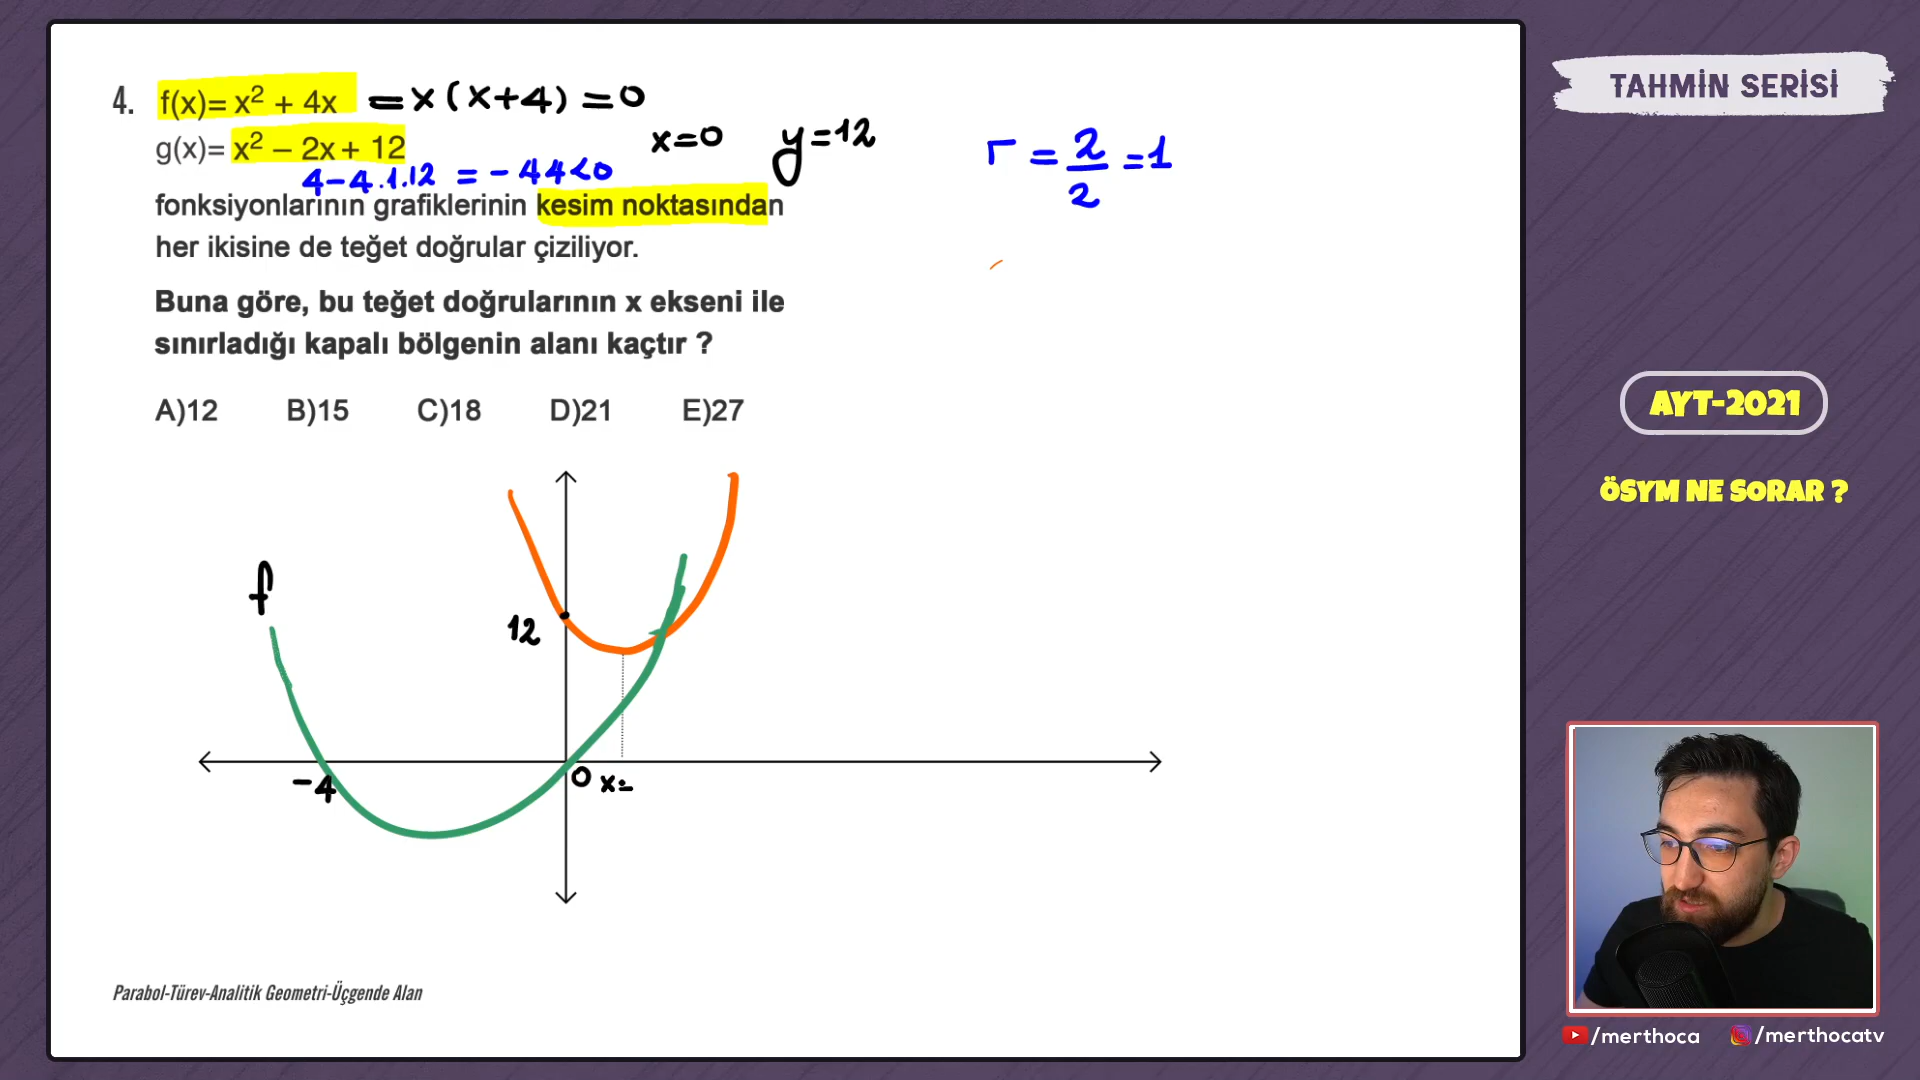 4. f(x)= x² + 4x = x(x+4) = 0
g(x)= x² – 2x + 12
x=0 y=12
r = 2/2 = 1
4-4.1.12 = -44<0
fonksiyonlarının grafiklerinin kesim noktasından
her ikisine de teğet doğrular çiziliyor.
Buna göre, bu teğet doğrularının x ekseni ile
sınırladığı kapalı bölgenin alanı kaçtır ?
A)12 B)15 C)18 D)21 E)27
f
12
-4
0 x=
Parabol-Türev-Analitik Geometri-Üçgende Alan
TAHMİN SERİSİ
AYT-2021
ÖSYM NE SORAR ?
/merthoca /merthocatv